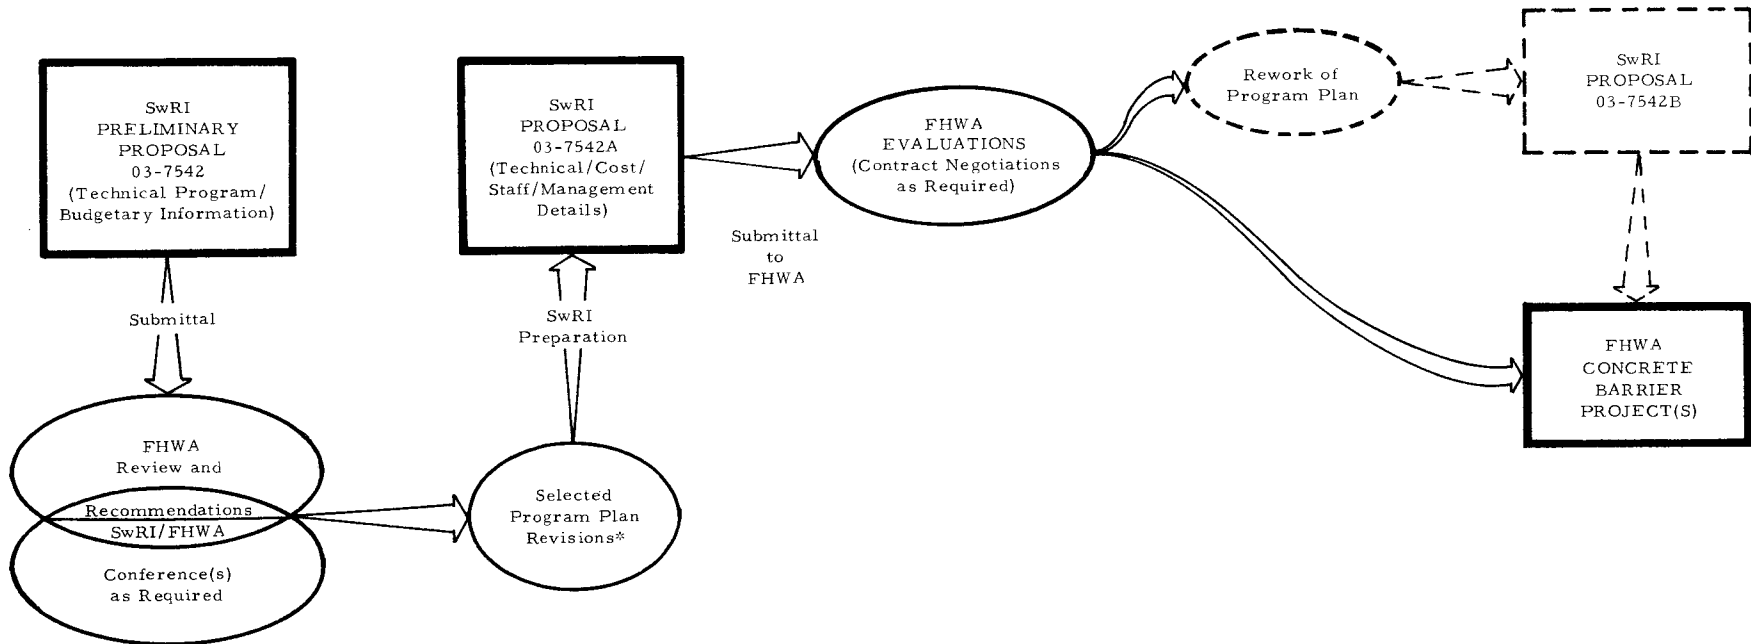 SwRI
PRELIMINARY
PROPOSAL
03-7542
(Technical Program/
Budgetary Information)
Submittal
FHWA
Review and
Recommendations
SwRI/FHWA
Conference(s)
as Required
Selected
Program Plan
Revisions*
SwRI
Preparation
SwRI
PROPOSAL
03-7542A
(Technical/Cost/
Staff/Management
Details)
Submittal
to
FHWA
FHWA
EVALUATIONS
(Contract Negotiations
as Required)
Rework of
Program Plan
SwRI
PROPOSAL
03-7542B
FHWA
CONCRETE
BARRIER
PROJECT(S)